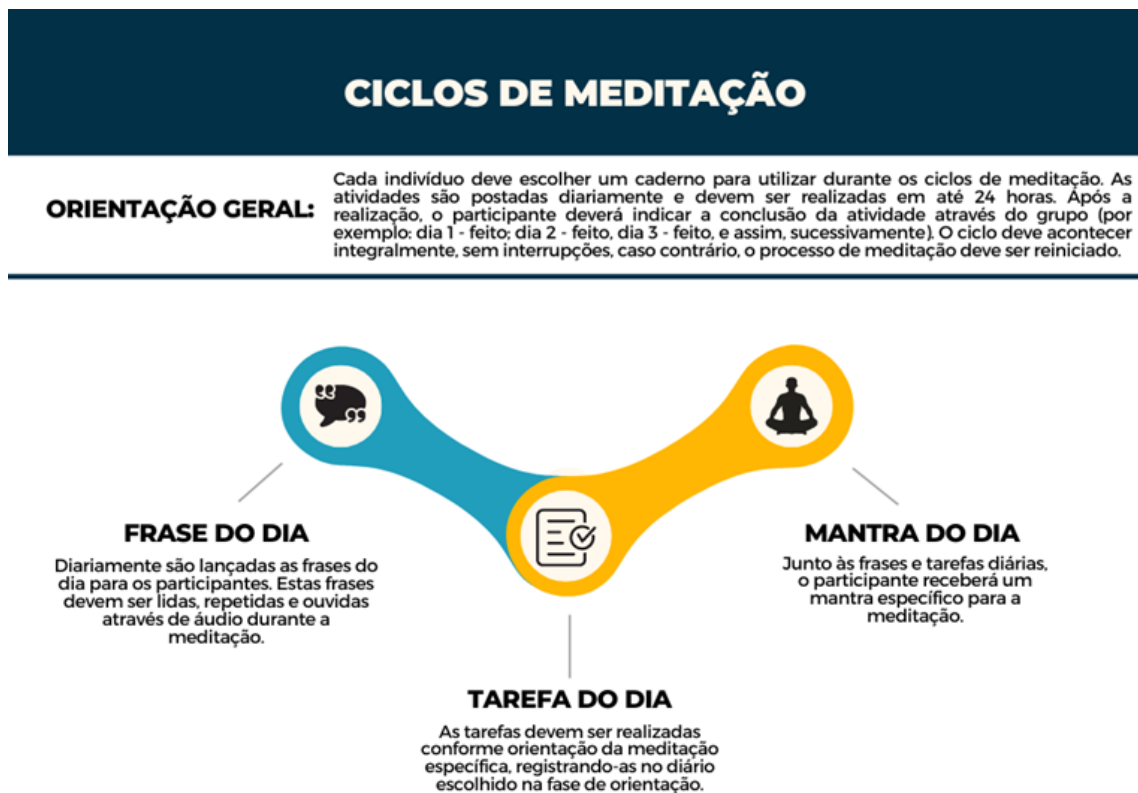 CICLOS DE MEDITAÇÃO
ORIENTAÇÃO GERAL:
Cada indivíduo deve escolher um caderno para utilizar durante os ciclos de meditação. As
atividades são postadas diariamente e devem ser realizadas em até 24 horas. Após a
realização, o participante deverá indicar a conclusão da atividade através do grupo (por
exemplo: dia 1 - feito; dia 2 - feito, dia 3 - feito, e assim, sucessivamente). O ciclo deve acontecer
integralmente, sem interrupções, caso contrário, o processo de meditação deve ser reiniciado.
FRASE DO DIA
Diariamente são lançadas as frases do
dia para os participantes. Estas frases
devem ser lidas, repetidas e ouvidas
através de áudio durante a
meditação.
TAREFA DO DIA
As tarefas devem ser realizadas
conforme orientação da meditação
específica, registrando-as no diário
escolhido na fase de orientação.
MANTRA DO DIA
Junto às frases e tarefas diárias,
o participante receberá um
mantra específico para a
meditação.